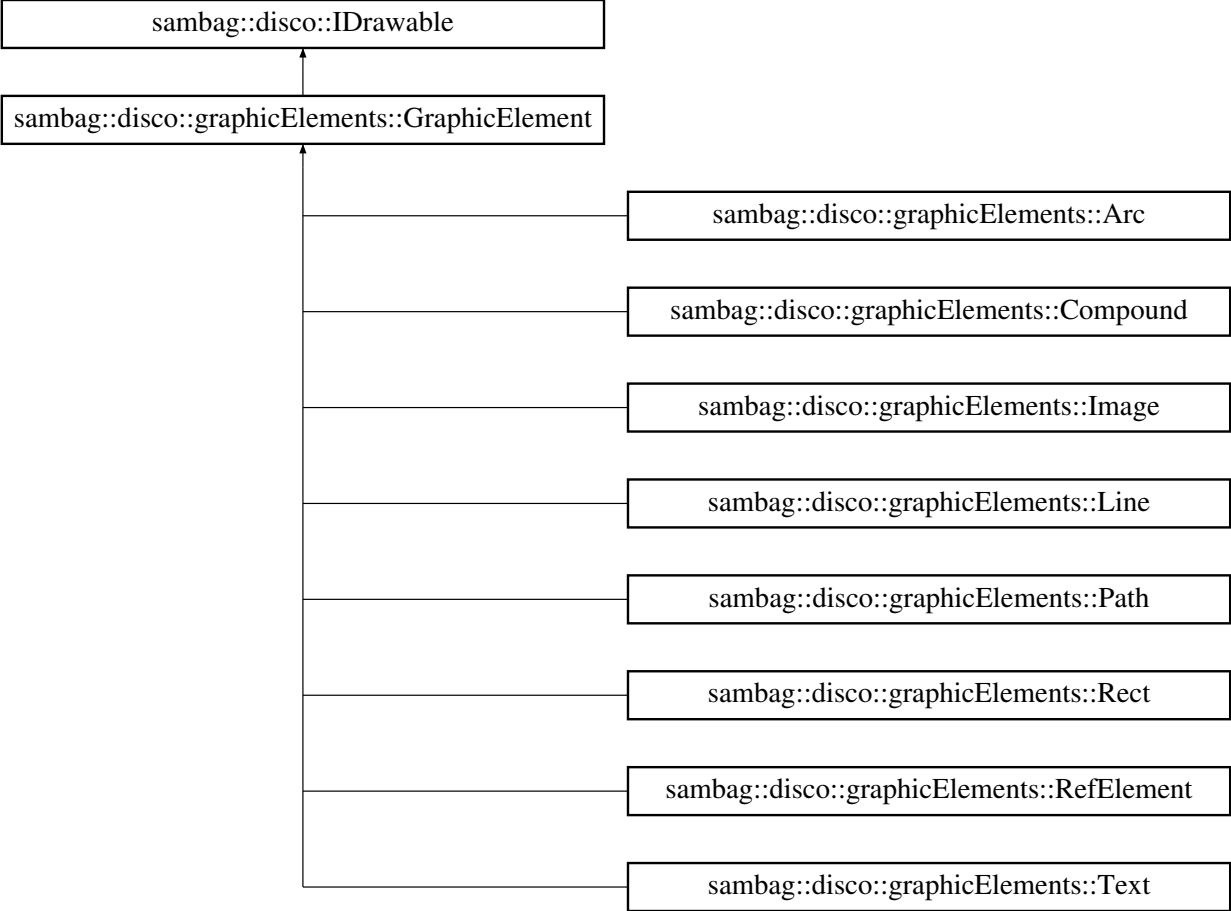 sambag::disco::IDrawable
sambag::disco::graphicElements::GraphicElement
sambag::disco::graphicElements::Arc
sambag::disco::graphicElements::Compound
sambag::disco::graphicElements::Image
sambag::disco::graphicElements::Line
sambag::disco::graphicElements::Path
sambag::disco::graphicElements::Rect
sambag::disco::graphicElements::RefElement
sambag::disco::graphicElements::Text